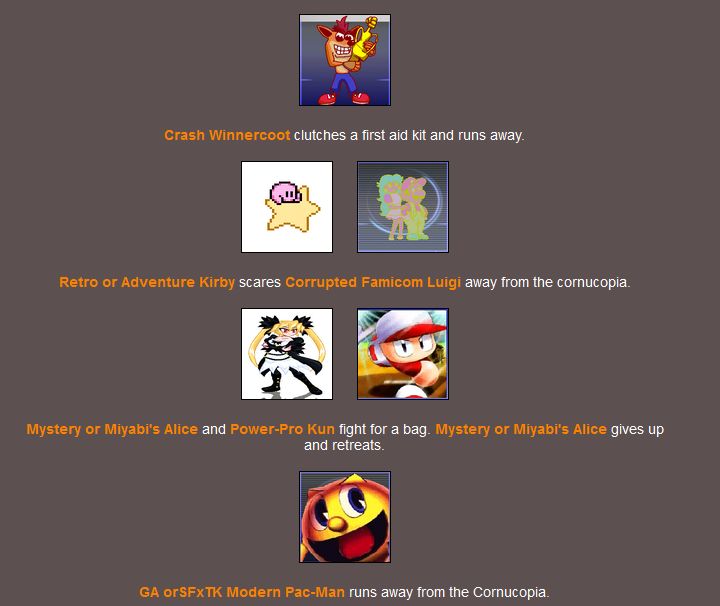 Crash Winnercoot clutches a first aid kit and runs away.
Retro or Adventure Kirby scares Corrupted Famicom Luigi away from the cornucopia.
Mystery or Miyabi's Alice and Power-Pro Kun fight for a bag. Mystery or Miyabi's Alice gives up
and retreats.
GA orSFxTK Modern Pac-Man runs away from the Cornucopia.